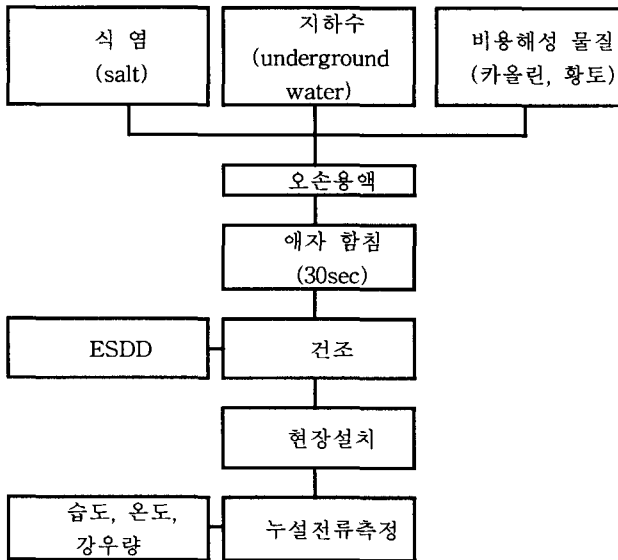 식 염
(salt)
지하수
(underground
water)
비용해성 물질
(카올린, 황토)
오손용액
애자 함침
(30sec)
ESDD
건조
현장설치
습도, 온도,
강우량
누설전류측정